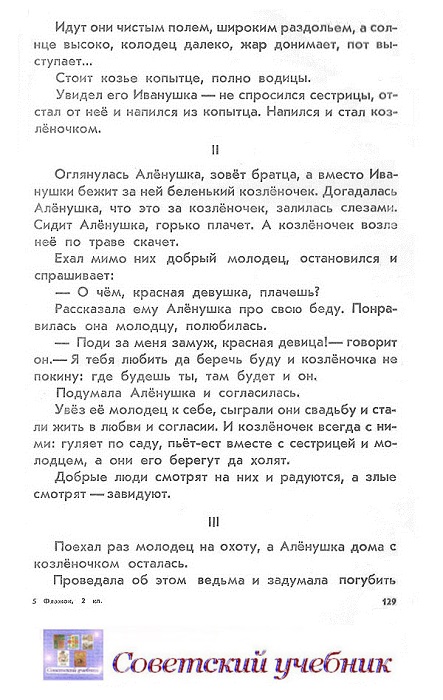 Идут они чистым полем, широким раздольем, а сол-
нце высоко, колодец далеко, жар донимает, пот вы-
ступает...
Стоит козье копытце, полно водицы.
Увидел его Иванушка — не спросился сестрицы, от-
стал от неё и напился из копытца. Напился и стал коз-
лёночком.
II
Оглянулась Алёнушка, зовёт братца, а вместо Ива-
нушки бежит за ней беленький козлёночек. Догадалась
Алёнушка, что это за козлёночек, залилась слезами.
Сидит Алёнушка, горько плачет. А козлёночек возле
неё по траве скачет.
Ехал мимо них добрый молодец, остановился и
спрашивает:
— О чём, красная девушка, плачешь?
Рассказала ему Алёнушка про свою беду. Понра-
вилась она молодцу, полюбилась.
— Поди за меня замуж, красная девица!— говорит
он.— Я тебя любить да беречь буду и козлёночка не
покину: где будешь ты, там будет и он.
Подумала Алёнушка и согласилась.
Увёз её молодец к себе, сыграли они свадьбу и ста-
ли жить в любви и согласии. И козлёночек всегда с ни-
ми: гуляет по саду, пьёт-ест вместе с сестрицей и мо-
лодцем, а они его берегут да холят.
Добрые люди смотрят на них и радуются, а злые
смотрят — завидуют.
III
Поехал раз молодец на охоту, а Алёнушка дома с
козлёночком осталась.
Проведала об этом ведьма и задумала погубить
5 Флажок, 2 кл. 129
Советский учебник
Советский учебник